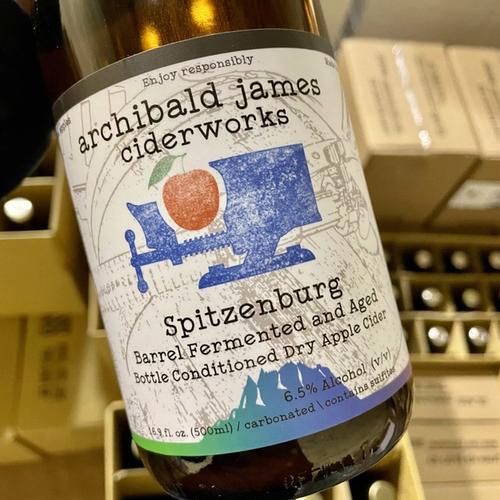 Enjoy responsibly
archibald james
ciderworks
Spitzenburg
Barrel Fermented and Aged
Bottle Conditioned Dry Apple Cider
6.5% Alcohol (v/v)
16.9 fl. oz. (500ml) / carbonated \ contains sulfites